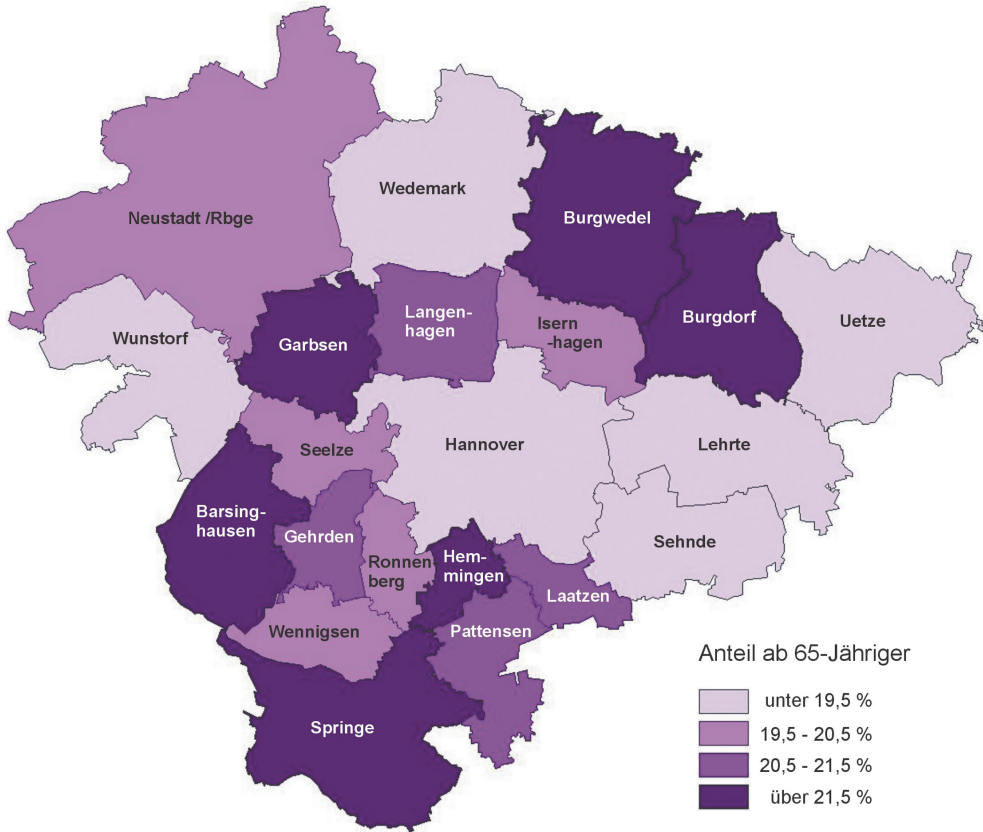 Wedemark
Neustadt /Rbge
Burgwedel
Langen-
hagen
Isern
-hagen
Burgdorf
Uetze
Wunstorf
Garbsen
Seelze
Hannover
Lehrte
Barsing-
hausen
Gehrden
Ronnen
berg
Hem-
mingen
Sehnde
Laatzen
Wennigsen
Pattensen
Springe
Anteil ab 65-Jähriger
unter 19,5 %
19,5 - 20,5 %
20,5 - 21,5 %
über 21,5 %